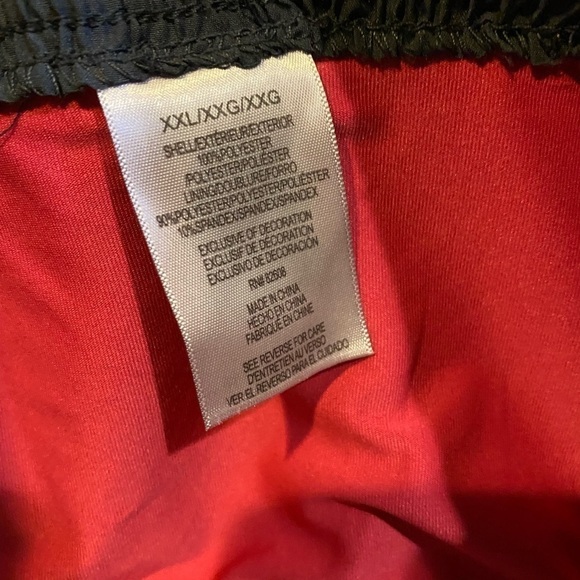 XXL/XXG/XXG
SHELL/EXTÉRIEUR/EXTERIOR
100%POLYESTER
/POLYESTER/POLIÉSTER
LINING/DOUBLURE/FORRO
90%POLYESTER/POLYESTER/POLIÉSTER
10%SPANDEX/SPANDEX/SPANDEX
EXCLUSIVE OF DECORATION
EXCLUSIF DE DÉCORATION
EXCLUSIVO DE DECORACIÓN
RN# 82608
MADE IN CHINA
HECHO EN CHINA
FABRIQUE EN CHINE
SEE REVERSE FOR CARE
D'ENTRETIEN AU VERSO
VER EL REVERSO PARA EL CUIDADO